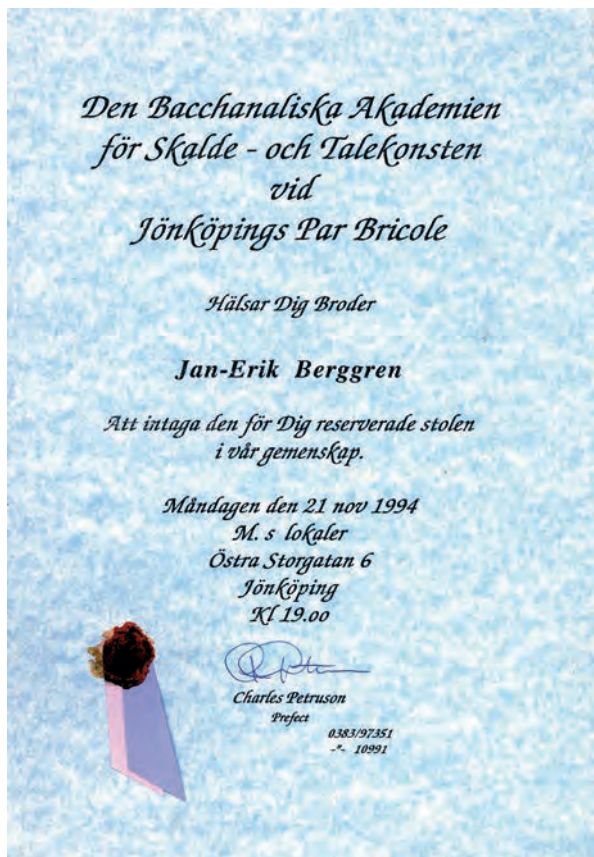 Den Bacchanaliska Akademien
för Skalde - och Talekonsten
vid
Jönköpings Par Bricole
Hälsar Dig Broder
Jan-Erik Berggren
Att intaga den för Dig reserverade stolen
i vår gemenskap.
Måndagen den 21 nov 1994
M. s lokaler
Östra Storgatan 6
Jönköping
Kl 19.00
Charles Petruson
Prefect
0383/97351
-"- 10991